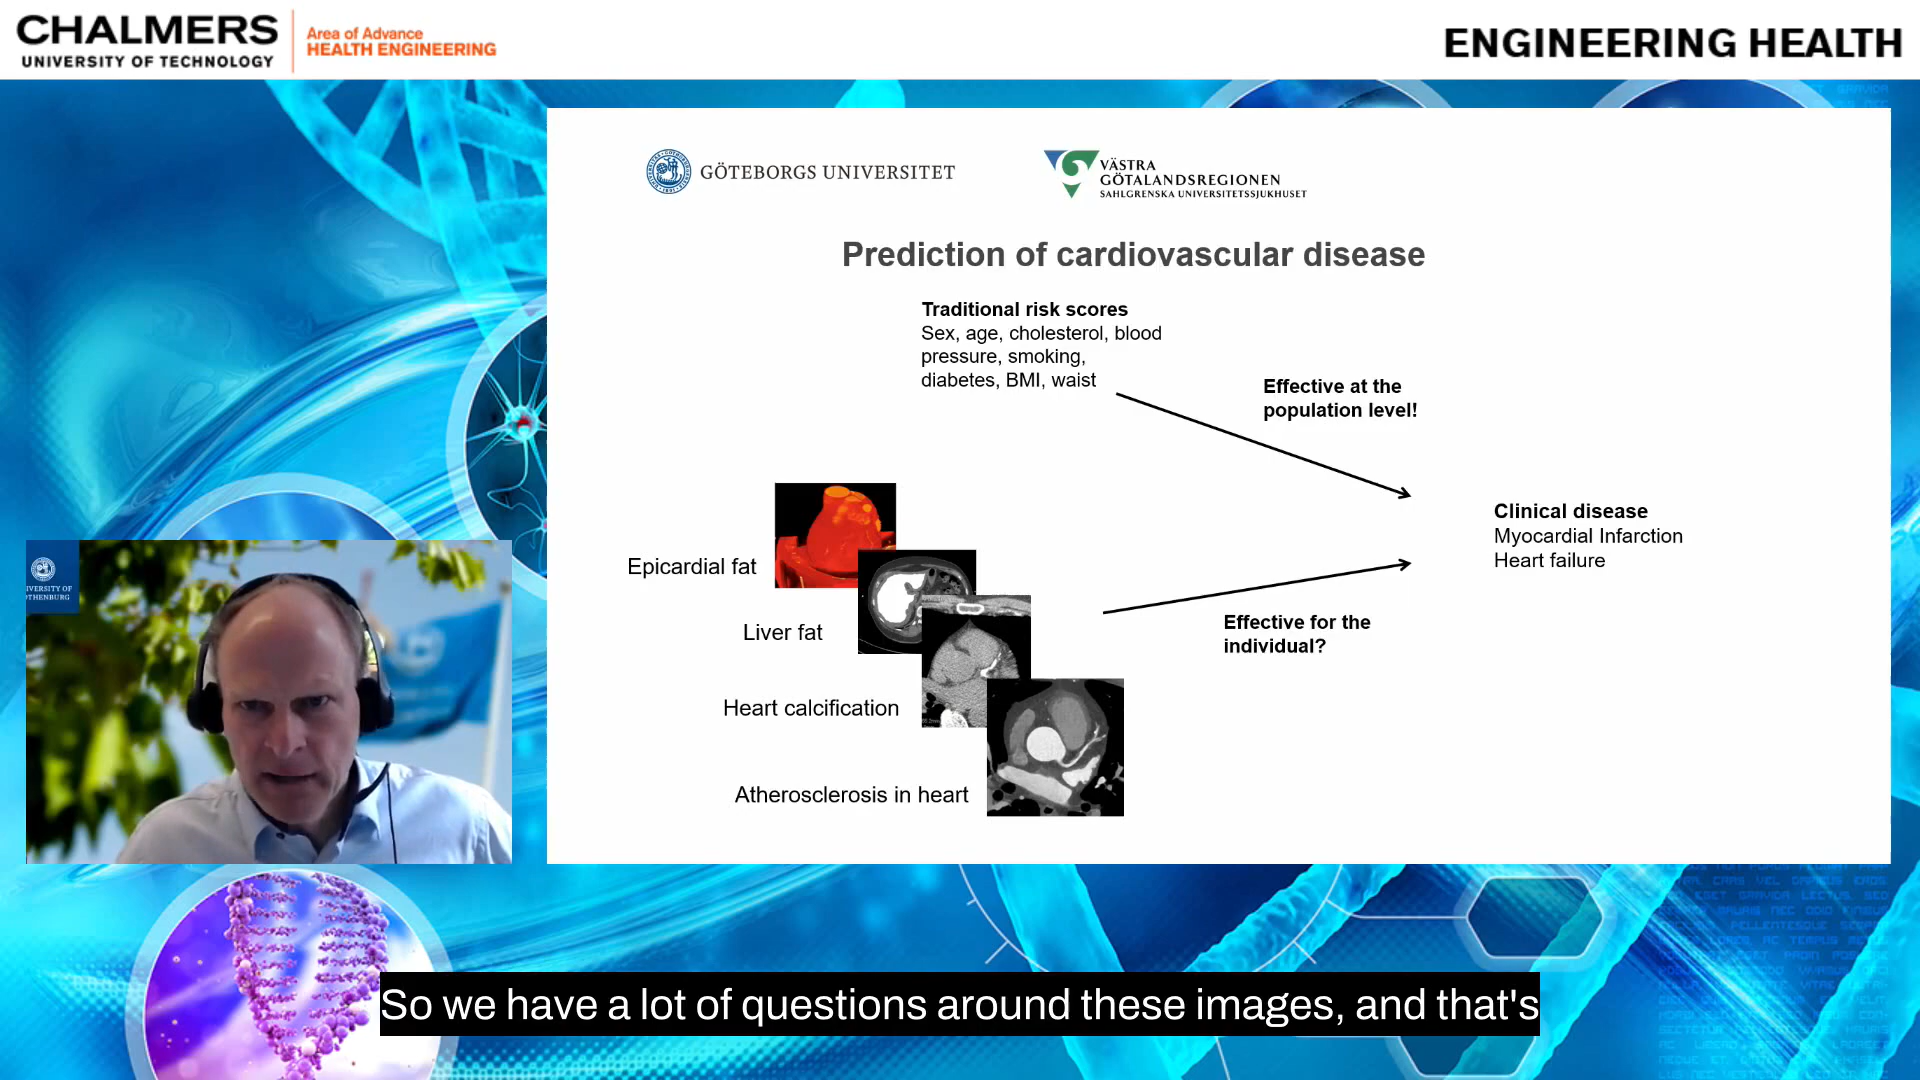 CHALMERS
UNIVERSITY OF TECHNOLOGY
Area of Advance
HEALTH ENGINEERING
ENGINEERING HEALTH
GÖTEBORGS UNIVERSITET
VÄSTRA
GÖTALANDSREGIONEN
SAHLGRENSKA UNIVERSITETSSJUKHUSET
Prediction of cardiovascular disease
Traditional risk scores
Sex, age, cholesterol, blood
pressure, smoking,
diabetes, BMI, waist
Effective at the
population level!
Clinical disease
Myocardial Infarction
Heart failure
Epicardial fat
Liver fat
Heart calcification
Atherosclerosis in heart
Effective for the
individual?
IVERSITY OF
THENBURG
So we have a lot of questions around these images, and that's